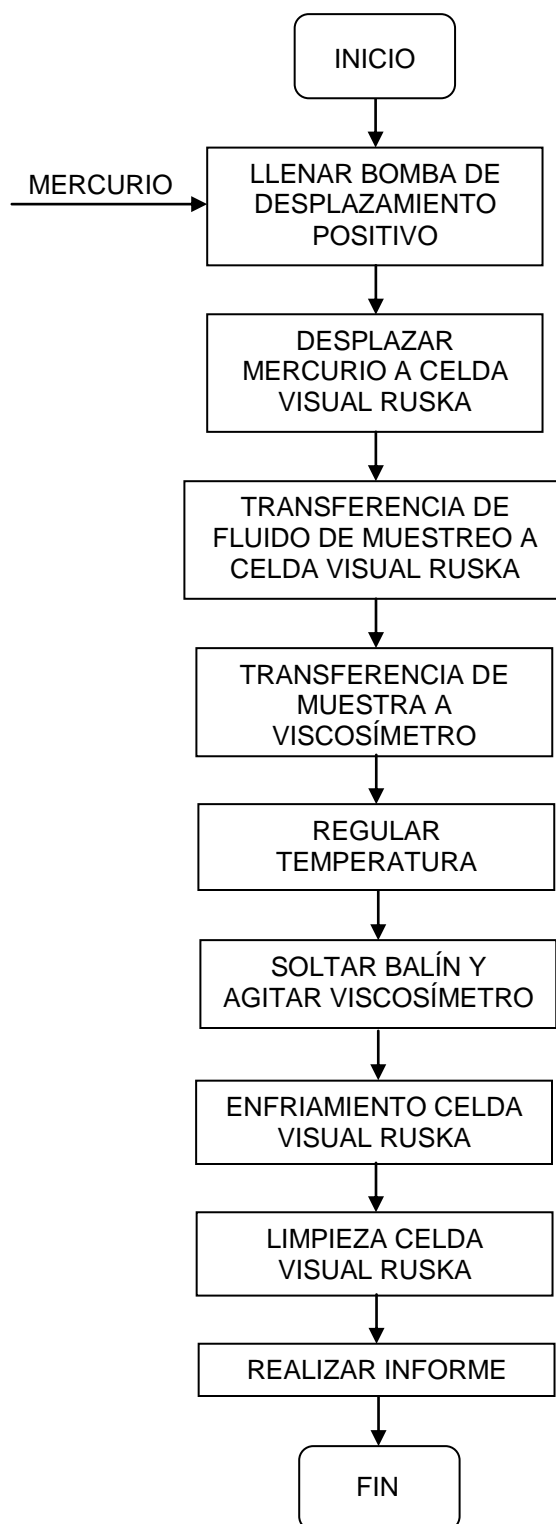 INICIO
MERCURIO
LLENAR BOMBA DE
DESPLAZAMIENTO
POSITIVO
DESPLAZAR
MERCURIO A CELDA
VISUAL RUSKA
TRANSFERENCIA DE
FLUIDO DE MUESTREO A
CELDA VISUAL RUSKA
TRANSFERENCIA DE
MUESTRA A
VISCOSÍMETRO
REGULAR
TEMPERATURA
SOLTAR BALÍN Y
AGITAR VISCOSÍMETRO
ENFRIAMIENTO CELDA
VISUAL RUSKA
LIMPIEZA CELDA
VISUAL RUSKA
REALIZAR INFORME
FIN